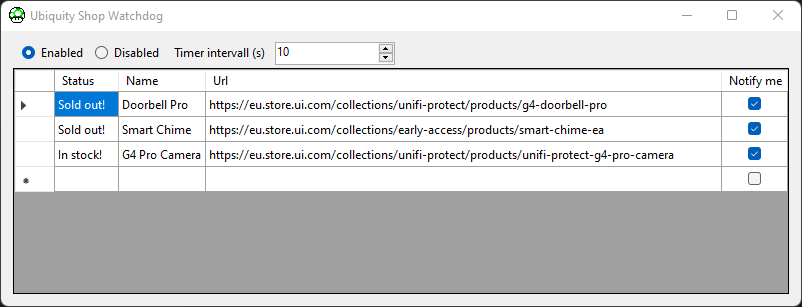 Ubiquity Shop Watchdog
Enabled Disabled Timer intervall (s) 10
Status Name Url Notify me
Sold out! Doorbell Pro https://eu.store.ui.com/collections/unifi-protect/products/g4-doorbell-pro
Sold out! Smart Chime https://eu.store.ui.com/collections/early-access/products/smart-chime-ea
In stock! G4 Pro Camera https://eu.store.ui.com/collections/unifi-protect/products/unifi-protect-g4-pro-camera